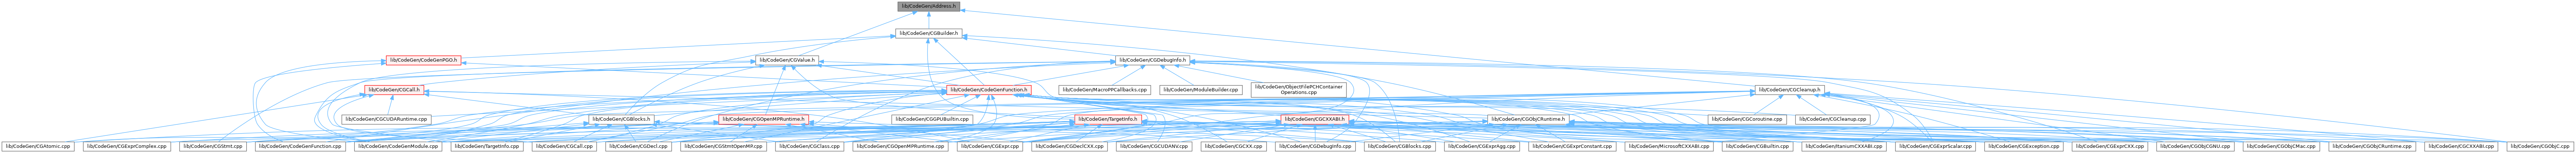 lib/CodeGen/Address.h
lib/CodeGen/CGBuilder.h
lib/CodeGen/CodeGenPGO.h
lib/CodeGen/CGValue.h
lib/CodeGen/CGDebugInfo.h
lib/CodeGen/CGCall.h
lib/CodeGen/CodeGenFunction.h
lib/CodeGen/MacroPPCallbacks.cpp
lib/CodeGen/ModuleBuilder.cpp
lib/CodeGen/ObjectFilePCHContainer
Operations.cpp
lib/CodeGen/CGCleanup.h
lib/CodeGen/CGCUDARuntime.cpp
lib/CodeGen/CGBlocks.h
lib/CodeGen/CGOpenMPRuntime.h
lib/CodeGen/CGGPUBuiltin.cpp
lib/CodeGen/TargetInfo.h
lib/CodeGen/CGCXXABI.h
lib/CodeGen/CGObjCRuntime.h
lib/CodeGen/CGCoroutine.cpp
lib/CodeGen/CGCleanup.cpp
lib/CodeGen/CGAtomic.cpp
lib/CodeGen/CGExprComplex.cpp
lib/CodeGen/CGStmt.cpp
lib/CodeGen/CodeGenFunction.cpp
lib/CodeGen/CodeGenModule.cpp
lib/CodeGen/TargetInfo.cpp
lib/CodeGen/CGCall.cpp
lib/CodeGen/CGDecl.cpp
lib/CodeGen/CGStmtOpenMP.cpp
lib/CodeGen/CGClass.cpp
lib/CodeGen/CGOpenMPRuntime.cpp
lib/CodeGen/CGExpr.cpp
lib/CodeGen/CGDeclCXX.cpp
lib/CodeGen/CGCUDANV.cpp
lib/CodeGen/CGCXX.cpp
lib/CodeGen/CGDebugInfo.cpp
lib/CodeGen/CGBlocks.cpp
lib/CodeGen/CGExprAgg.cpp
lib/CodeGen/CGExprConstant.cpp
lib/CodeGen/MicrosoftCXXABI.cpp
lib/CodeGen/CGBuiltin.cpp
lib/CodeGen/ItaniumCXXABI.cpp
lib/CodeGen/CGExprScalar.cpp
lib/CodeGen/CGException.cpp
lib/CodeGen/CGExprCXX.cpp
lib/CodeGen/CGObjCGNU.cpp
lib/CodeGen/CGObjCMac.cpp
lib/CodeGen/CGObjCRuntime.cpp
lib/CodeGen/CGCXXABI.cpp
lib/CodeGen/CGObjC.cpp